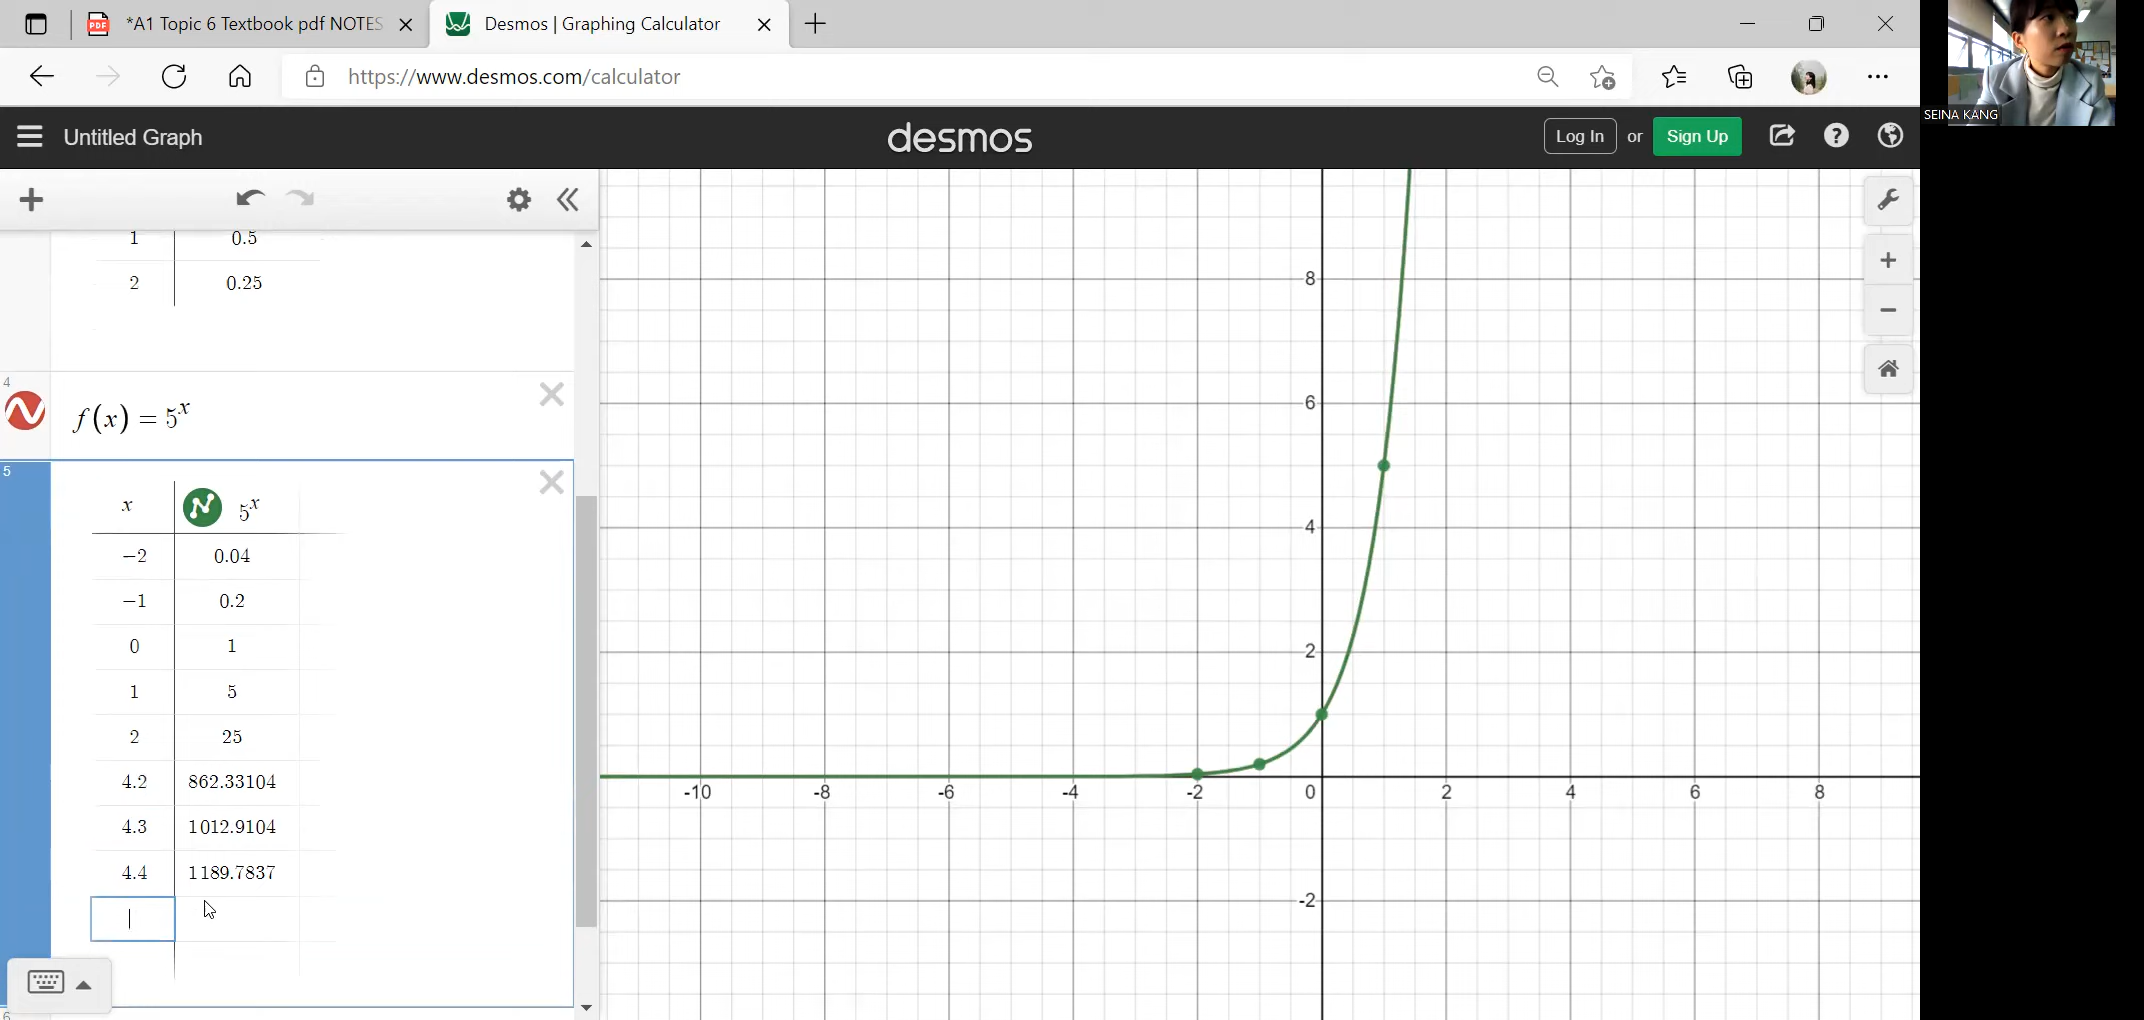 *A1 Topic 6 Textbook pdf NOTES
Desmos | Graphing Calculator
https://www.desmos.com/calculator
SEINA KANG
Untitled Graph
desmos
Log In or Sign Up
1 0.5
2 0.25
4
f(x) = 5^x
5
x 5^x
−2 0.04
−1 0.2
0 1
1 5
2 25
4.2 862.33104
4.3 1012.9104
4.4 1189.7837
6
8
6
4
2
-10 -8 -6 -4 -2 0 2 4 6 8
-2